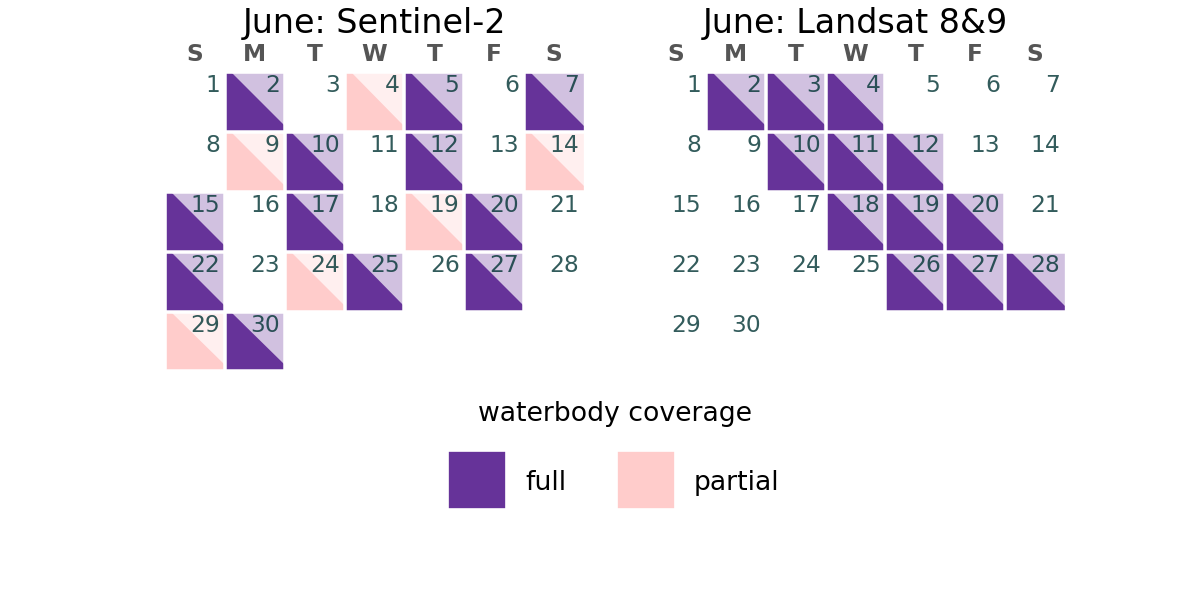 June: Sentinel-2
S M T W T F S
1 2 3 4 5 6 7
8 9 10 11 12 13 14
15 16 17 18 19 20 21
22 23 24 25 26 27 28
29 30
June: Landsat 8&9
S M T W T F S
1 2 3 4 5 6 7
8 9 10 11 12 13 14
15 16 17 18 19 20 21
22 23 24 25 26 27 28
29 30
waterbody coverage
full partial